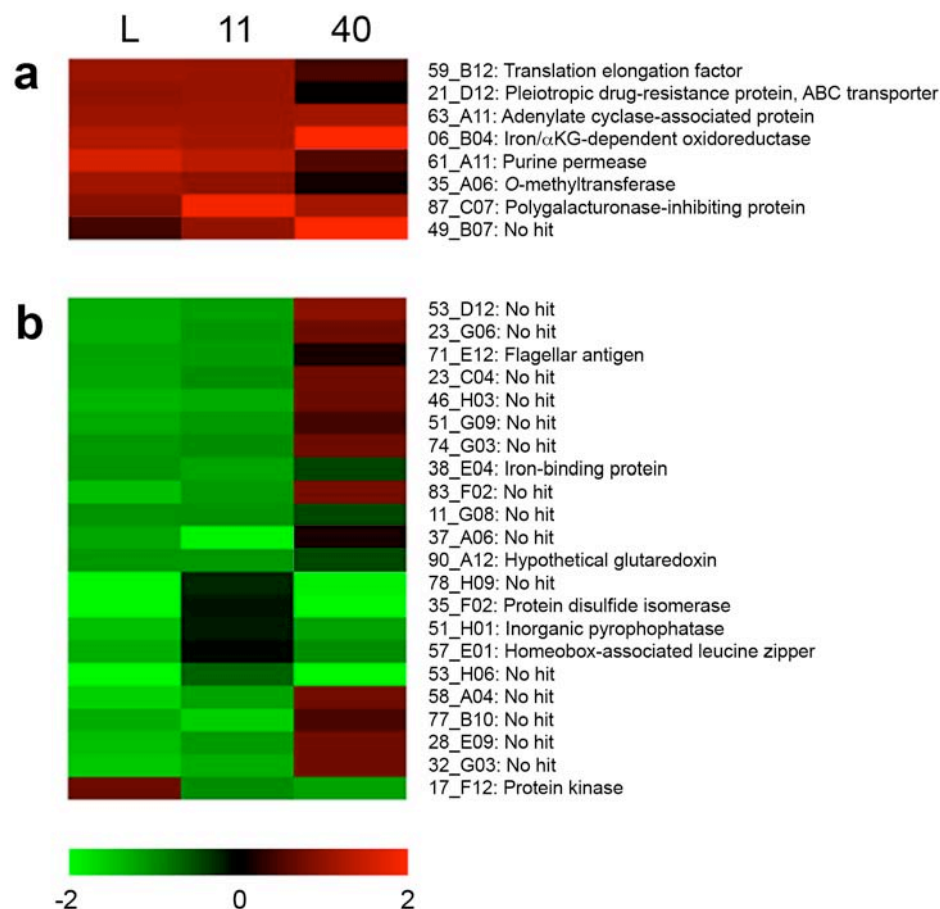 L 11 40
a
59_B12: Translation elongation factor
21_D12: Pleiotropic drug-resistance protein, ABC transporter
63_A11: Adenylate cyclase-associated protein
06_B04: Iron/αKG-dependent oxidoreductase
61_A11: Purine permease
35_A06: O-methyltransferase
87_C07: Polygalacturonase-inhibiting protein
49_B07: No hit
b
53_D12: No hit
23_G06: No hit
71_E12: Flagellar antigen
23_C04: No hit
46_H03: No hit
51_G09: No hit
74_G03: No hit
38_E04: Iron-binding protein
83_F02: No hit
11_G08: No hit
37_A06: No hit
90_A12: Hypothetical glutaredoxin
78_H09: No hit
35_F02: Protein disulfide isomerase
51_H01: Inorganic pyrophophatase
57_E01: Homeobox-associated leucine zipper
53_H06: No hit
58_A04: No hit
77_B10: No hit
28_E09: No hit
32_G03: No hit
17_F12: Protein kinase
-2 0 2